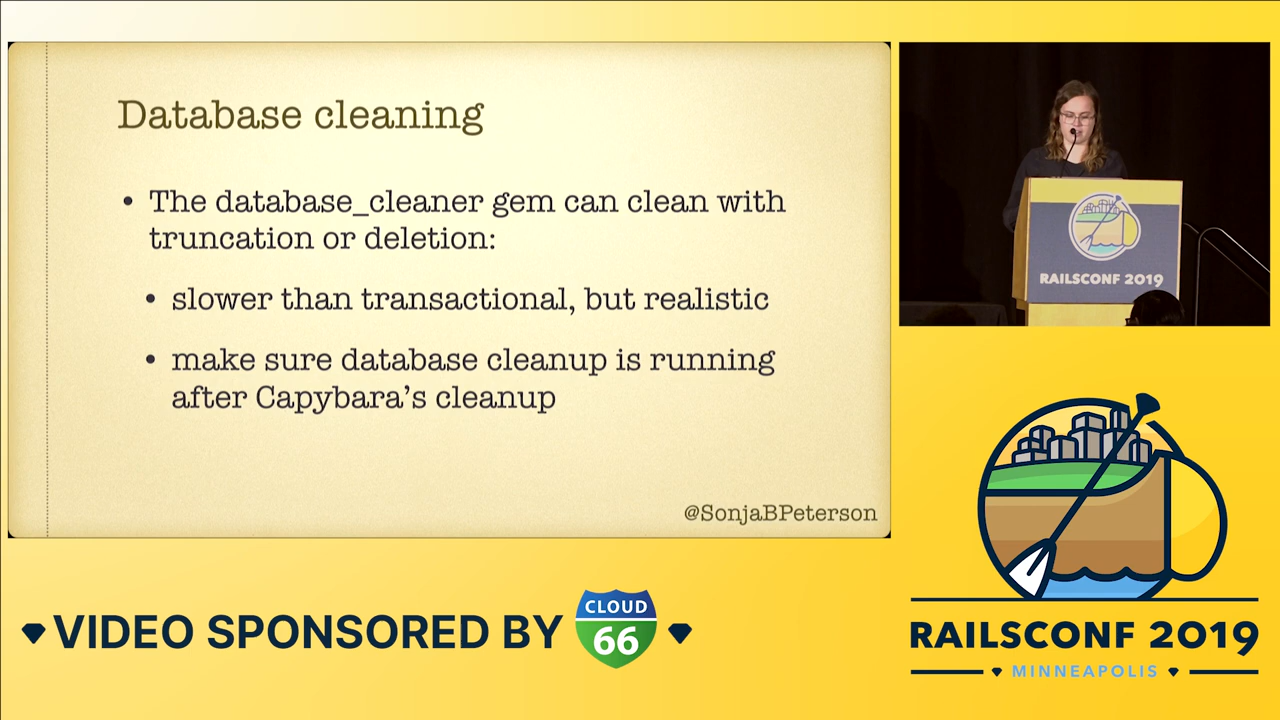 Database cleaning
• The database_cleaner gem can clean with
truncation or deletion:
• slower than transactional, but realistic
• make sure database cleanup is running
after Capybara’s cleanup
@SonjaBPeterson
RAILSCONF 2019
VIDEO SPONSORED BY
CLOUD
66
RAILSCONF 2019
MINNEAPOLIS